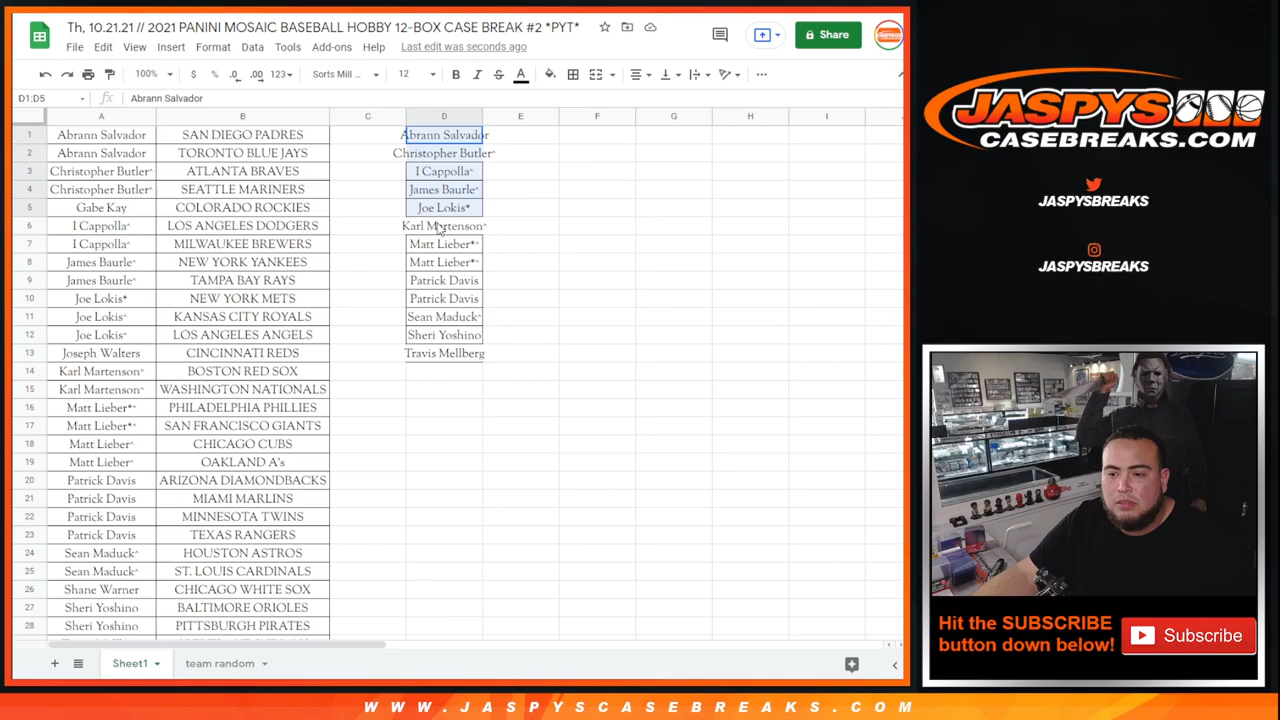 Th, 10.21.21 // 2021 PANINI MOSAIC BASEBALL HOBBY 12-BOX CASE BREAK #2 *PYT*
File Edit View Insert Format Data Tools Add-ons Help Last edit was seconds ago
Share
100% $ % .0 .00 123 Sorts Mill ... 12 B I S A
D1:D5 fx Abrann Salvador
A B C D E F G H I
1 Abrann Salvador SAN DIEGO PADRES Abrann Salvador
2 Abrann Salvador TORONTO BLUE JAYS Christopher Butler^
3 Christopher Butler^ ATLANTA BRAVES I Cappolla^
4 Christopher Butler^ SEATTLE MARINERS James Baurle^
5 Gabe Kay COLORADO ROCKIES Joe Lokis*
6 I Cappolla^ LOS ANGELES DODGERS Karl Martenson^
7 I Cappolla^ MILWAUKEE BREWERS Matt Lieber*^
8 James Baurle^ NEW YORK YANKEES Matt Lieber*^
9 James Baurle^ TAMPA BAY RAYS Patrick Davis
10 Joe Lokis* NEW YORK METS Patrick Davis
11 Joe Lokis^ KANSAS CITY ROYALS Sean Maduck^
12 Joe Lokis^ LOS ANGELES ANGELS Sheri Yoshino
13 Joseph Walters CINCINNATI REDS Travis Mellberg
14 Karl Martenson^ BOSTON RED SOX
15 Karl Martenson^ WASHINGTON NATIONALS
16 Matt Lieber*^ PHILADELPHIA PHILLIES
17 Matt Lieber*^ SAN FRANCISCO GIANTS
18 Matt Lieber^ CHICAGO CUBS
19 Matt Lieber^ OAKLAND A's
20 Patrick Davis ARIZONA DIAMONDBACKS
21 Patrick Davis MIAMI MARLINS
22 Patrick Davis MINNESOTA TWINS
23 Patrick Davis TEXAS RANGERS
24 Sean Maduck^ HOUSTON ASTROS
25 Sean Maduck^ ST. LOUIS CARDINALS
26 Shane Warner CHICAGO WHITE SOX
27 Sheri Yoshino BALTIMORE ORIOLES
28 Sheri Yoshino PITTSBURGH PIRATES
Sheet1 team random
JASPYS
CASEBREAKS.COM
JASPYSBREAKS
JASPYSBREAKS
Hit the SUBSCRIBE
button down below!
Subscribe
WWW.JASPYSCASEBREAKS.COM